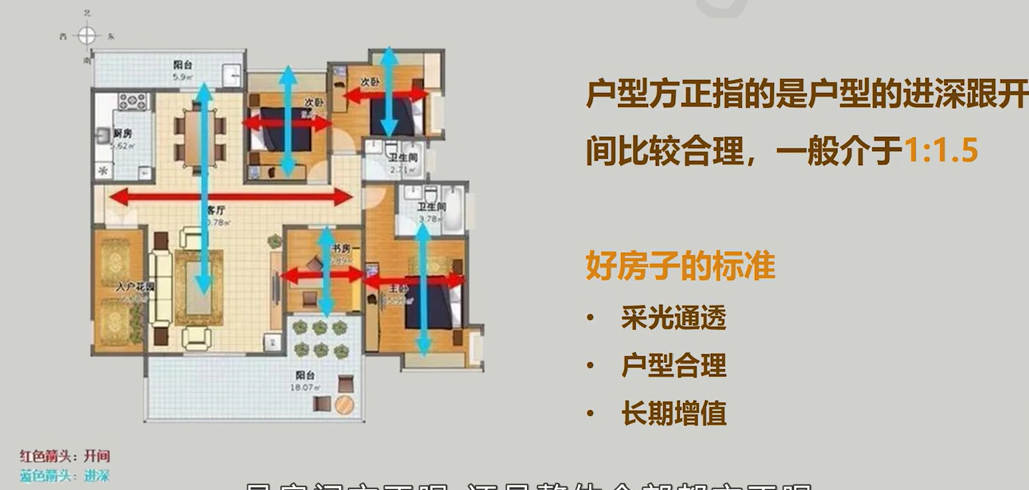 北
西 东
南
阳台
5.9㎡
次卧
次卧
厨房
5.62㎡
卫生间
2.71㎡
客厅
0.78㎡
卫生间
3.78㎡
书房
入户花园
主卧
阳台
18.07㎡
户型方正指的是户型的进深跟开
间比较合理，一般介于1:1.5
好房子的标准
• 采光通透
• 户型合理
• 长期增值
红色箭头：开间
蓝色箭头：进深